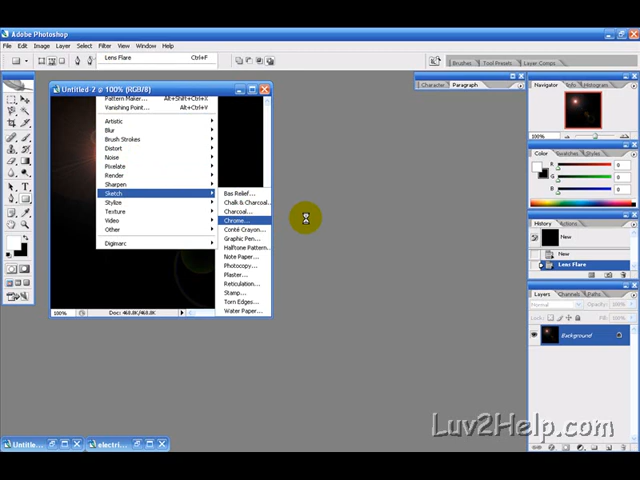 Adobe Photoshop
File Edit Image Layer Select Filter View Window Help
Lens Flare Ctrl+F
Brushes Tool Presets Layer Comps
Untitled-2 @ 100% (RGB/8)
Character Paragraph
Navigator Info Histogram
Pattern Maker... Alt+Shift+Ctrl+X
Vanishing Point... Alt+Ctrl+V
Artistic
Blur
Brush Strokes
Distort
Noise
Pixelate
Render
Sharpen
Sketch
Stylize
Texture
Video
Other
Digimarc
Bas Relief...
Chalk & Charcoal...
Charcoal...
Chrome...
Conté Crayon...
Graphic Pen...
Halftone Pattern...
Note Paper...
Photocopy...
Plaster...
Reticulation...
Stamp...
Torn Edges...
Water Paper...
100% Doc: 468.8K/468.8K
100%
Color Swatches Styles
R 0
G 0
B 0
History Actions
New
New
Lens Flare
Layers Channels Paths
Normal Opacity: 100%
Lock: Fill: 100%
Background
Luv2Help.com
Untitle... electri...